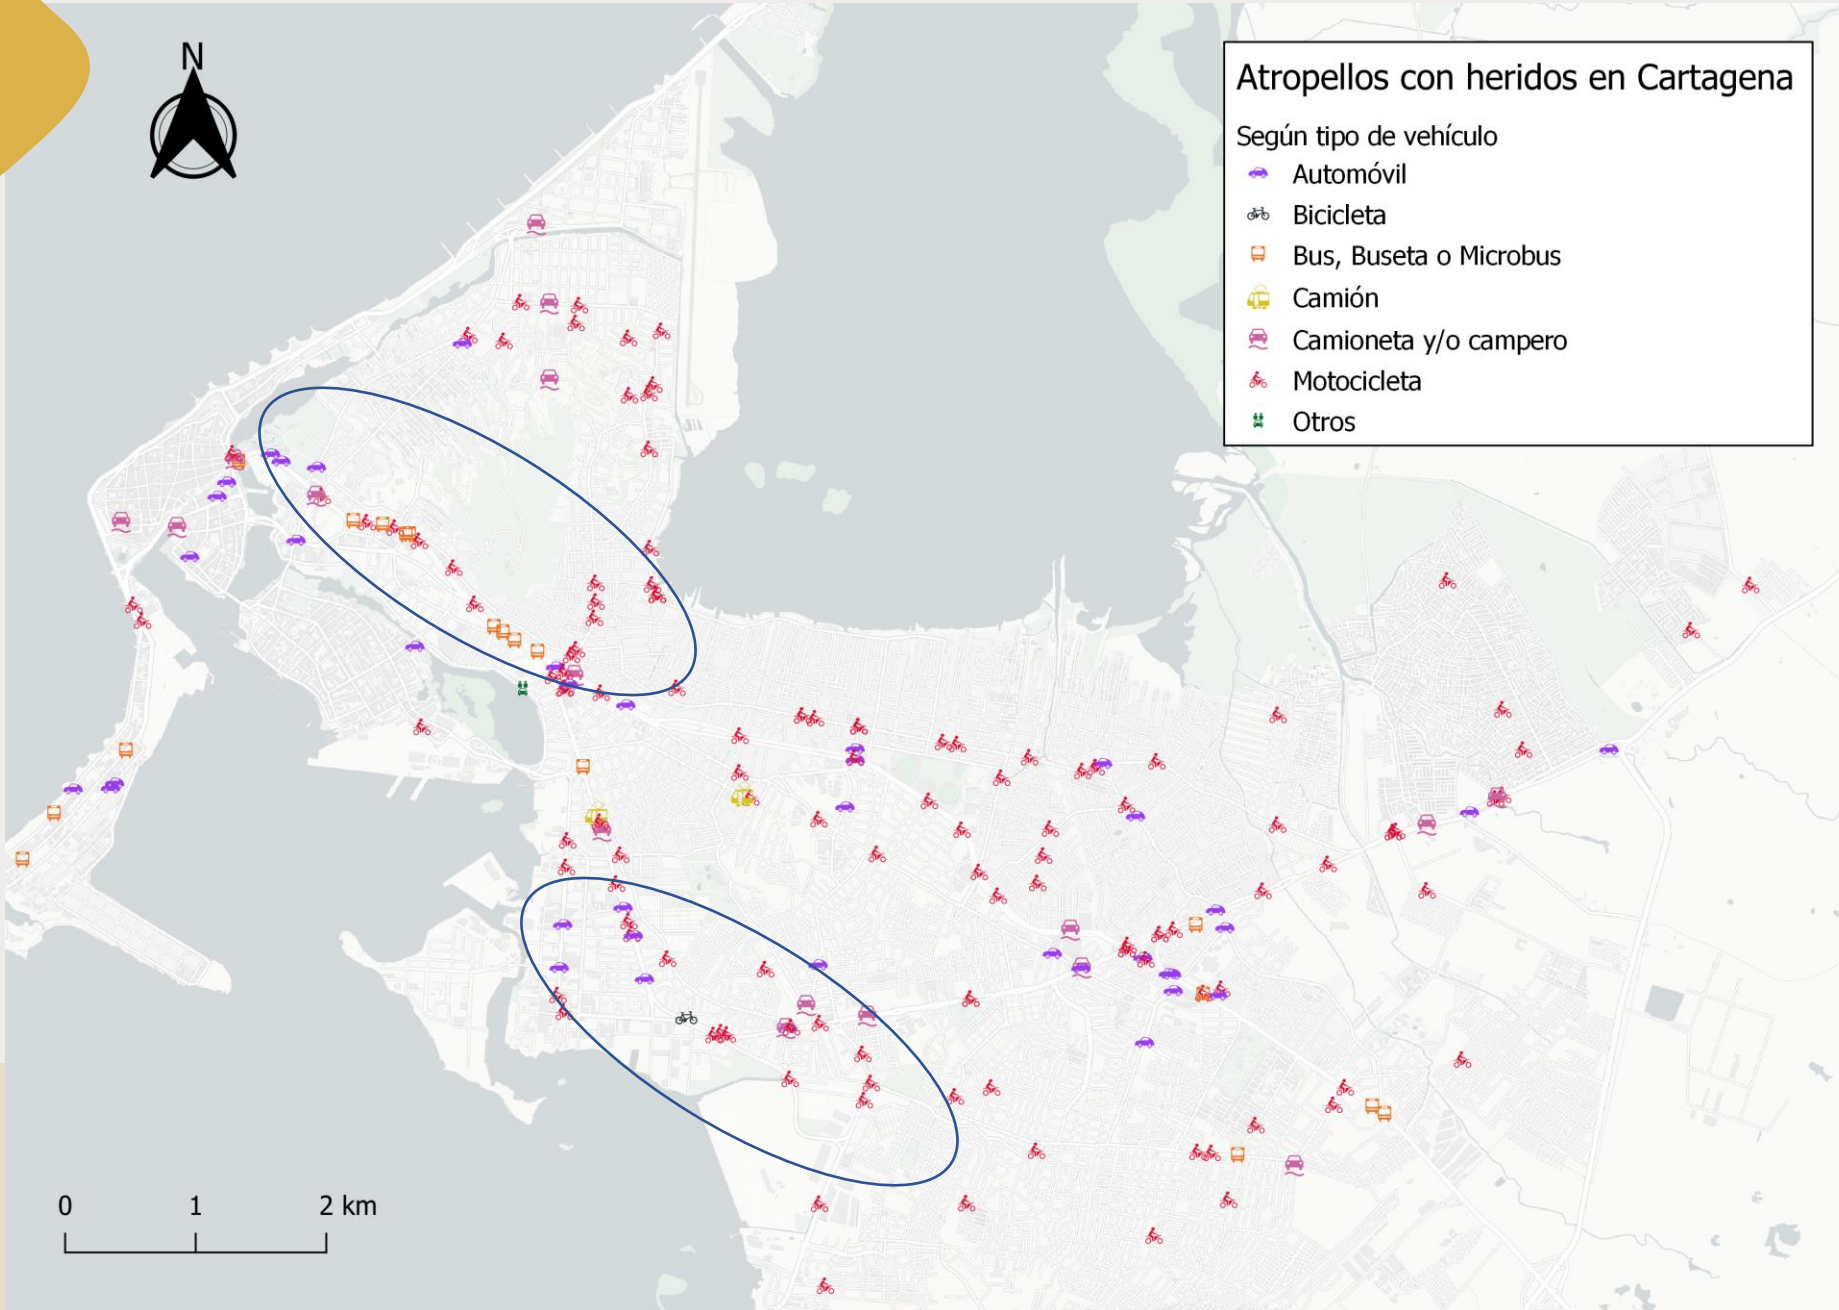 N
Atropellos con heridos en Cartagena
Según tipo de vehículo
Automóvil
Bicicleta
Bus, Buseta o Microbus
Camión
Camioneta y/o campero
Motocicleta
Otros
0 1 2 km